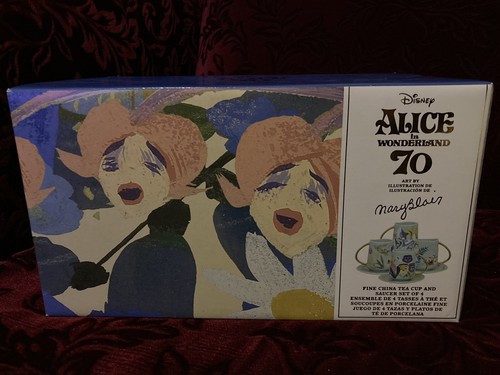 Disney
ALICE
in
WONDERLAND
70
ART BY
ILLUSTRATION DE
ILUSTRACIÓN DE
Mary Blair
FINE CHINA TEA CUP AND
SAUCER SET OF 4
ENSEMBLE DE 4 TASSES À THÉ ET
SOUCOUPES EN PORCELAINE FINE
JUEGO DE 4 TAZAS Y PLATOS DE
TÉ DE PORCELANA